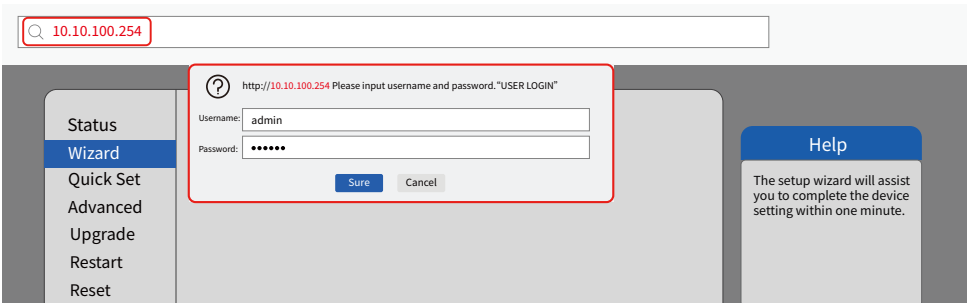 10.10.100.254
http://10.10.100.254 Please input username and password."USER LOGIN"
Username: admin
Password: ••••••
Sure Cancel
Status
Wizard
Quick Set
Advanced
Upgrade
Restart
Reset
Help
The setup wizard will assist
you to complete the device
setting within one minute.